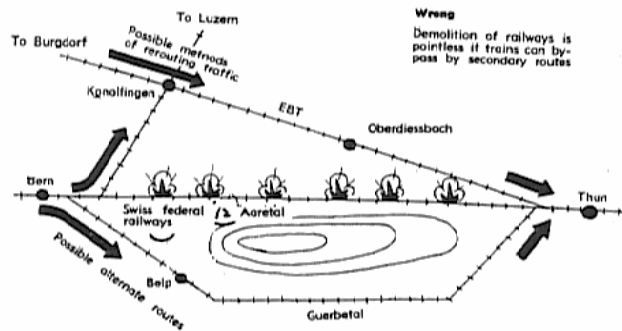 To Luzern
Wrong
Demolition of railways is
pointless if trains can by-
pass by secondary routes
To Burgdorf
Possible methods
of rerouting traffic
Konolfingen
EBT
Oberdiessbach
Bern
Thun
Swiss federal
railways
Aaretal
Possible alternate routes
Belp
Guerbetal